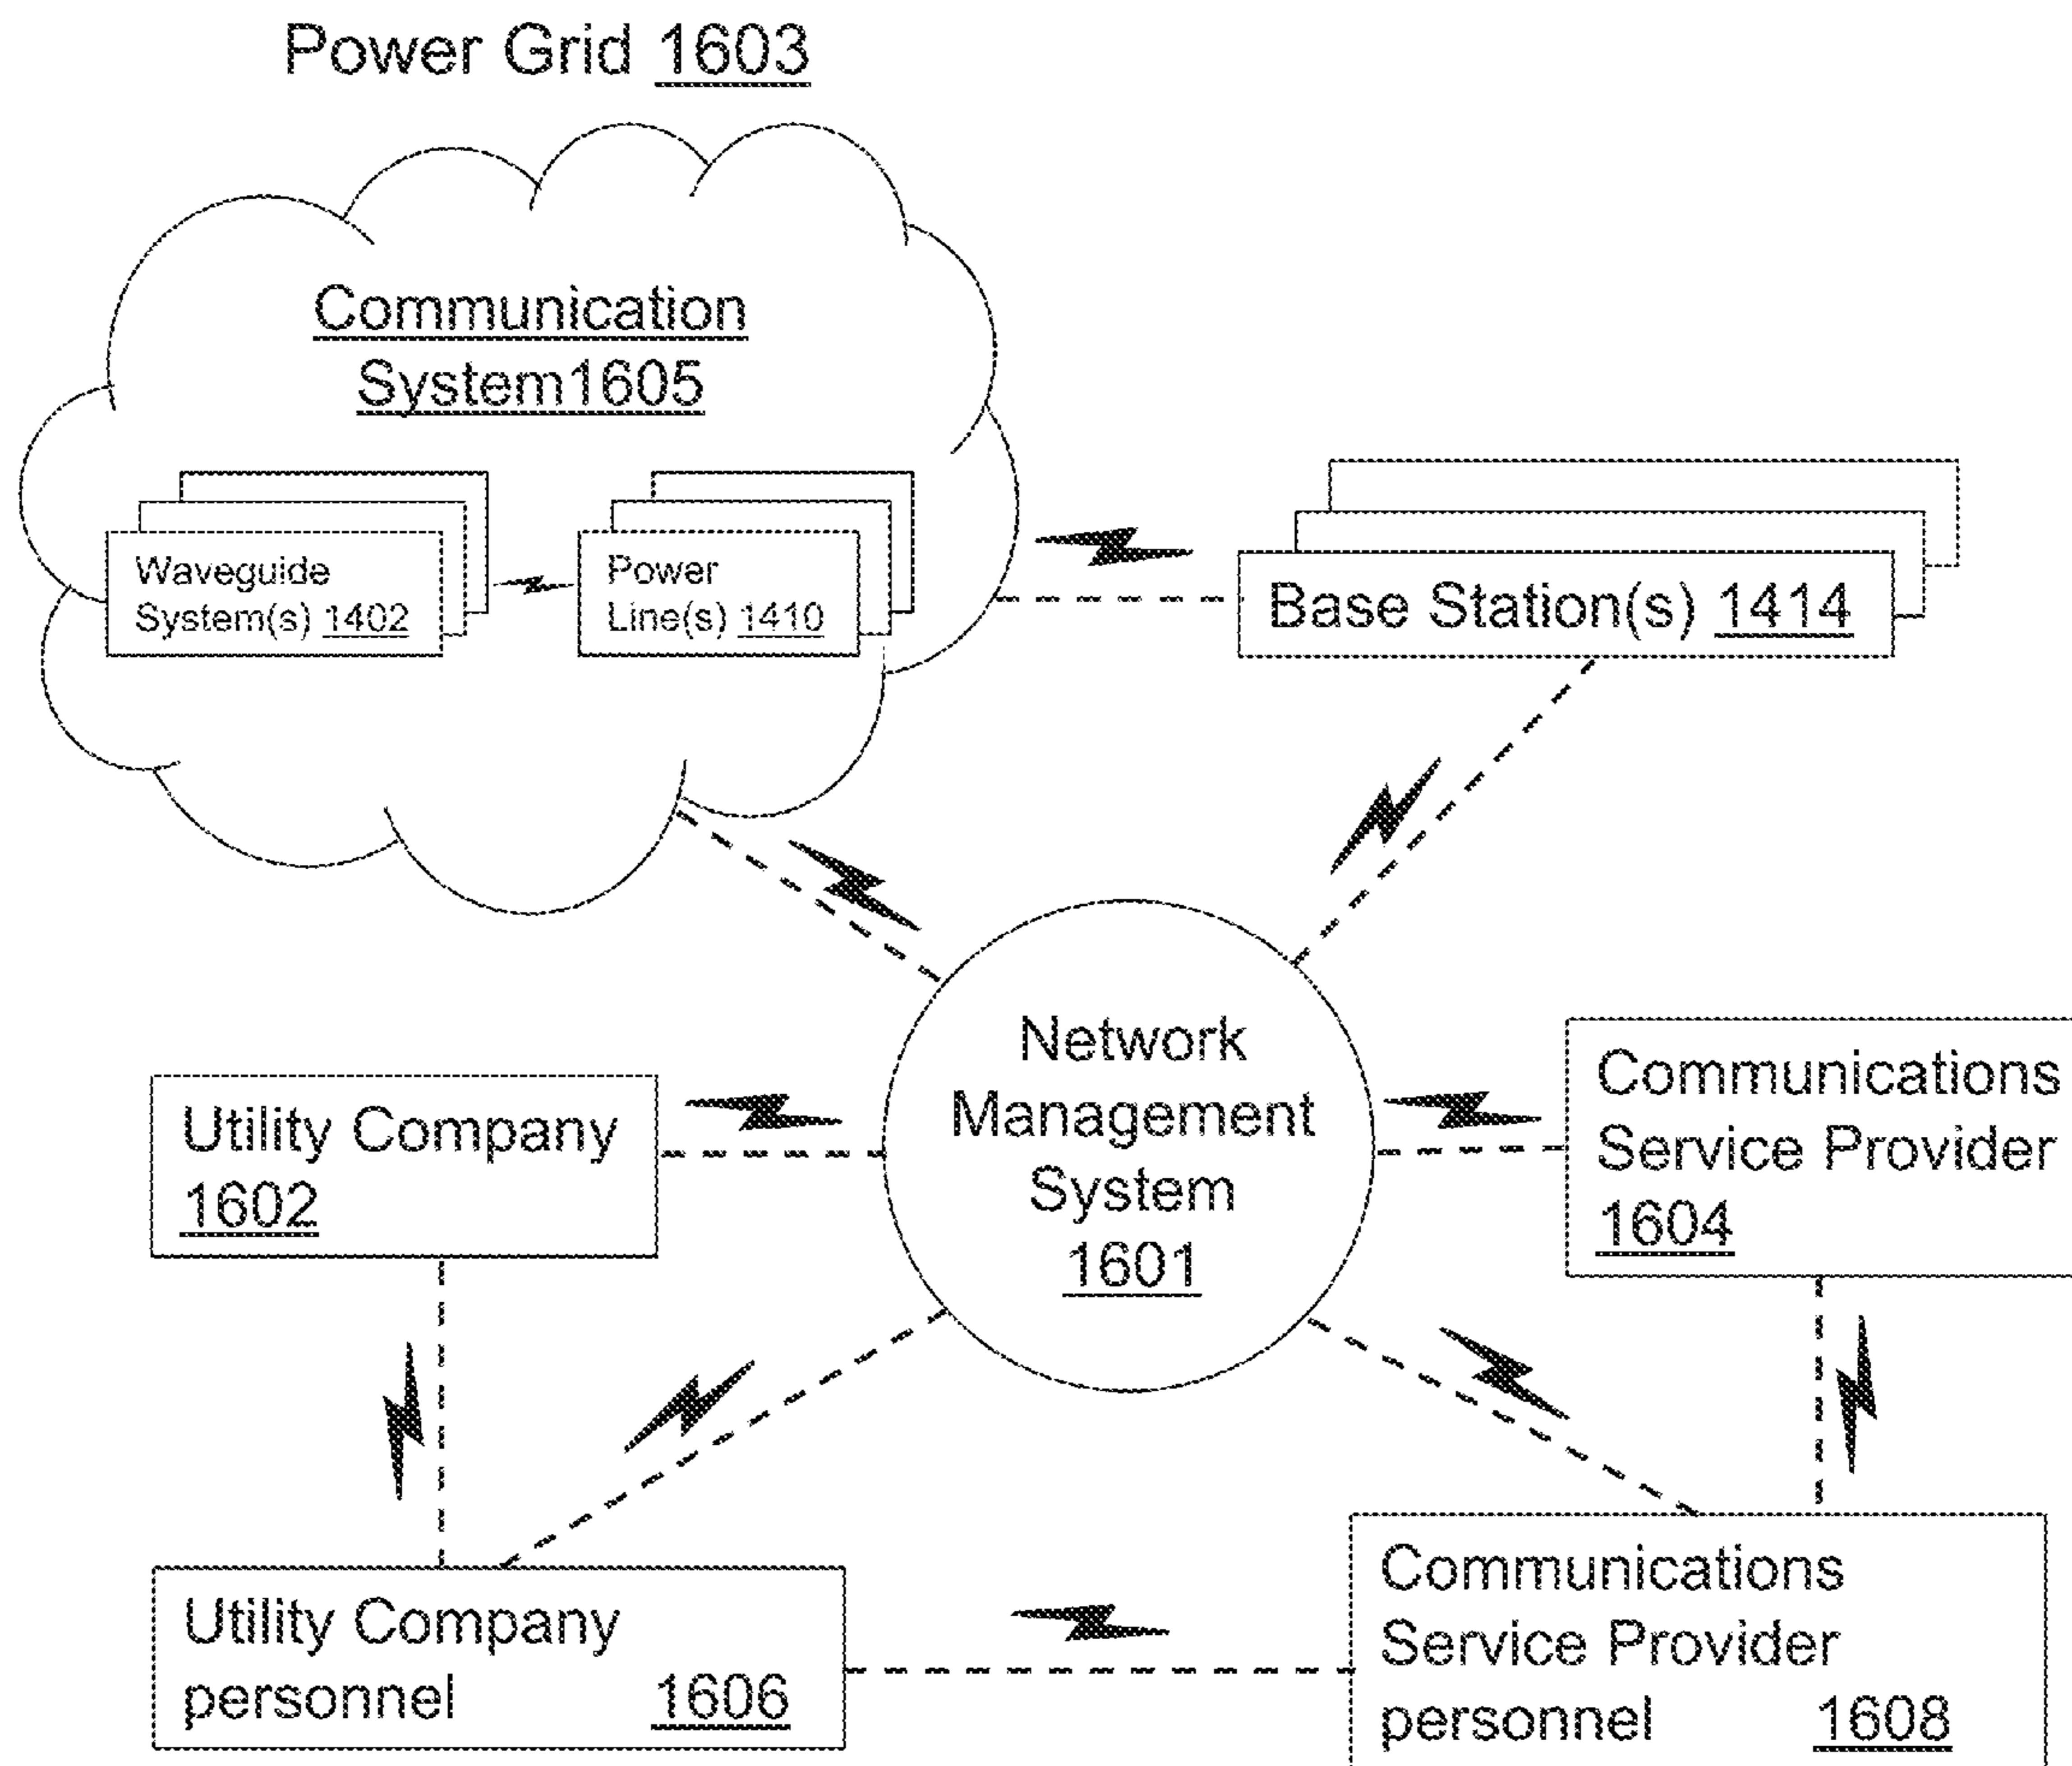 Power Grid 1603
Communication
System1605
Waveguide
System(s) 1402
Power
Line(s) 1410
Base Station(s) 1414
Network
Management
System
1601
Utility Company
1602
Communications
Service Provider
1604
Utility Company
personnel 1606
Communications
Service Provider
personnel 1608